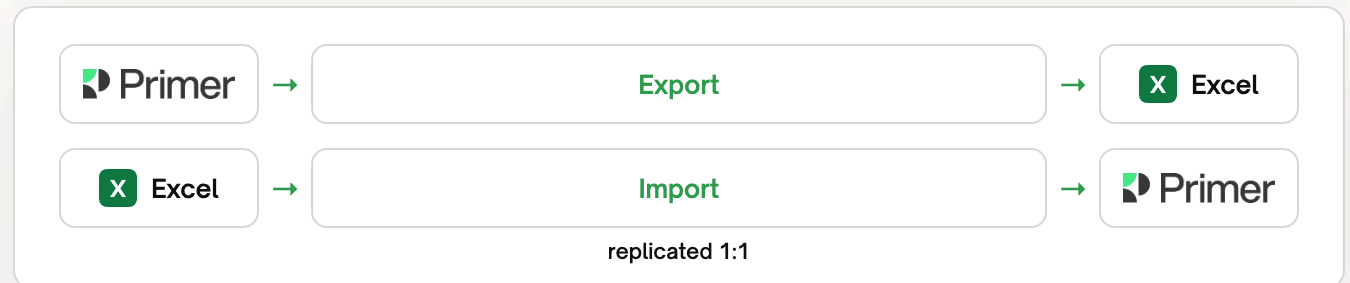 Primer → Export → X Excel
X Excel → Import → Primer
replicated 1:1